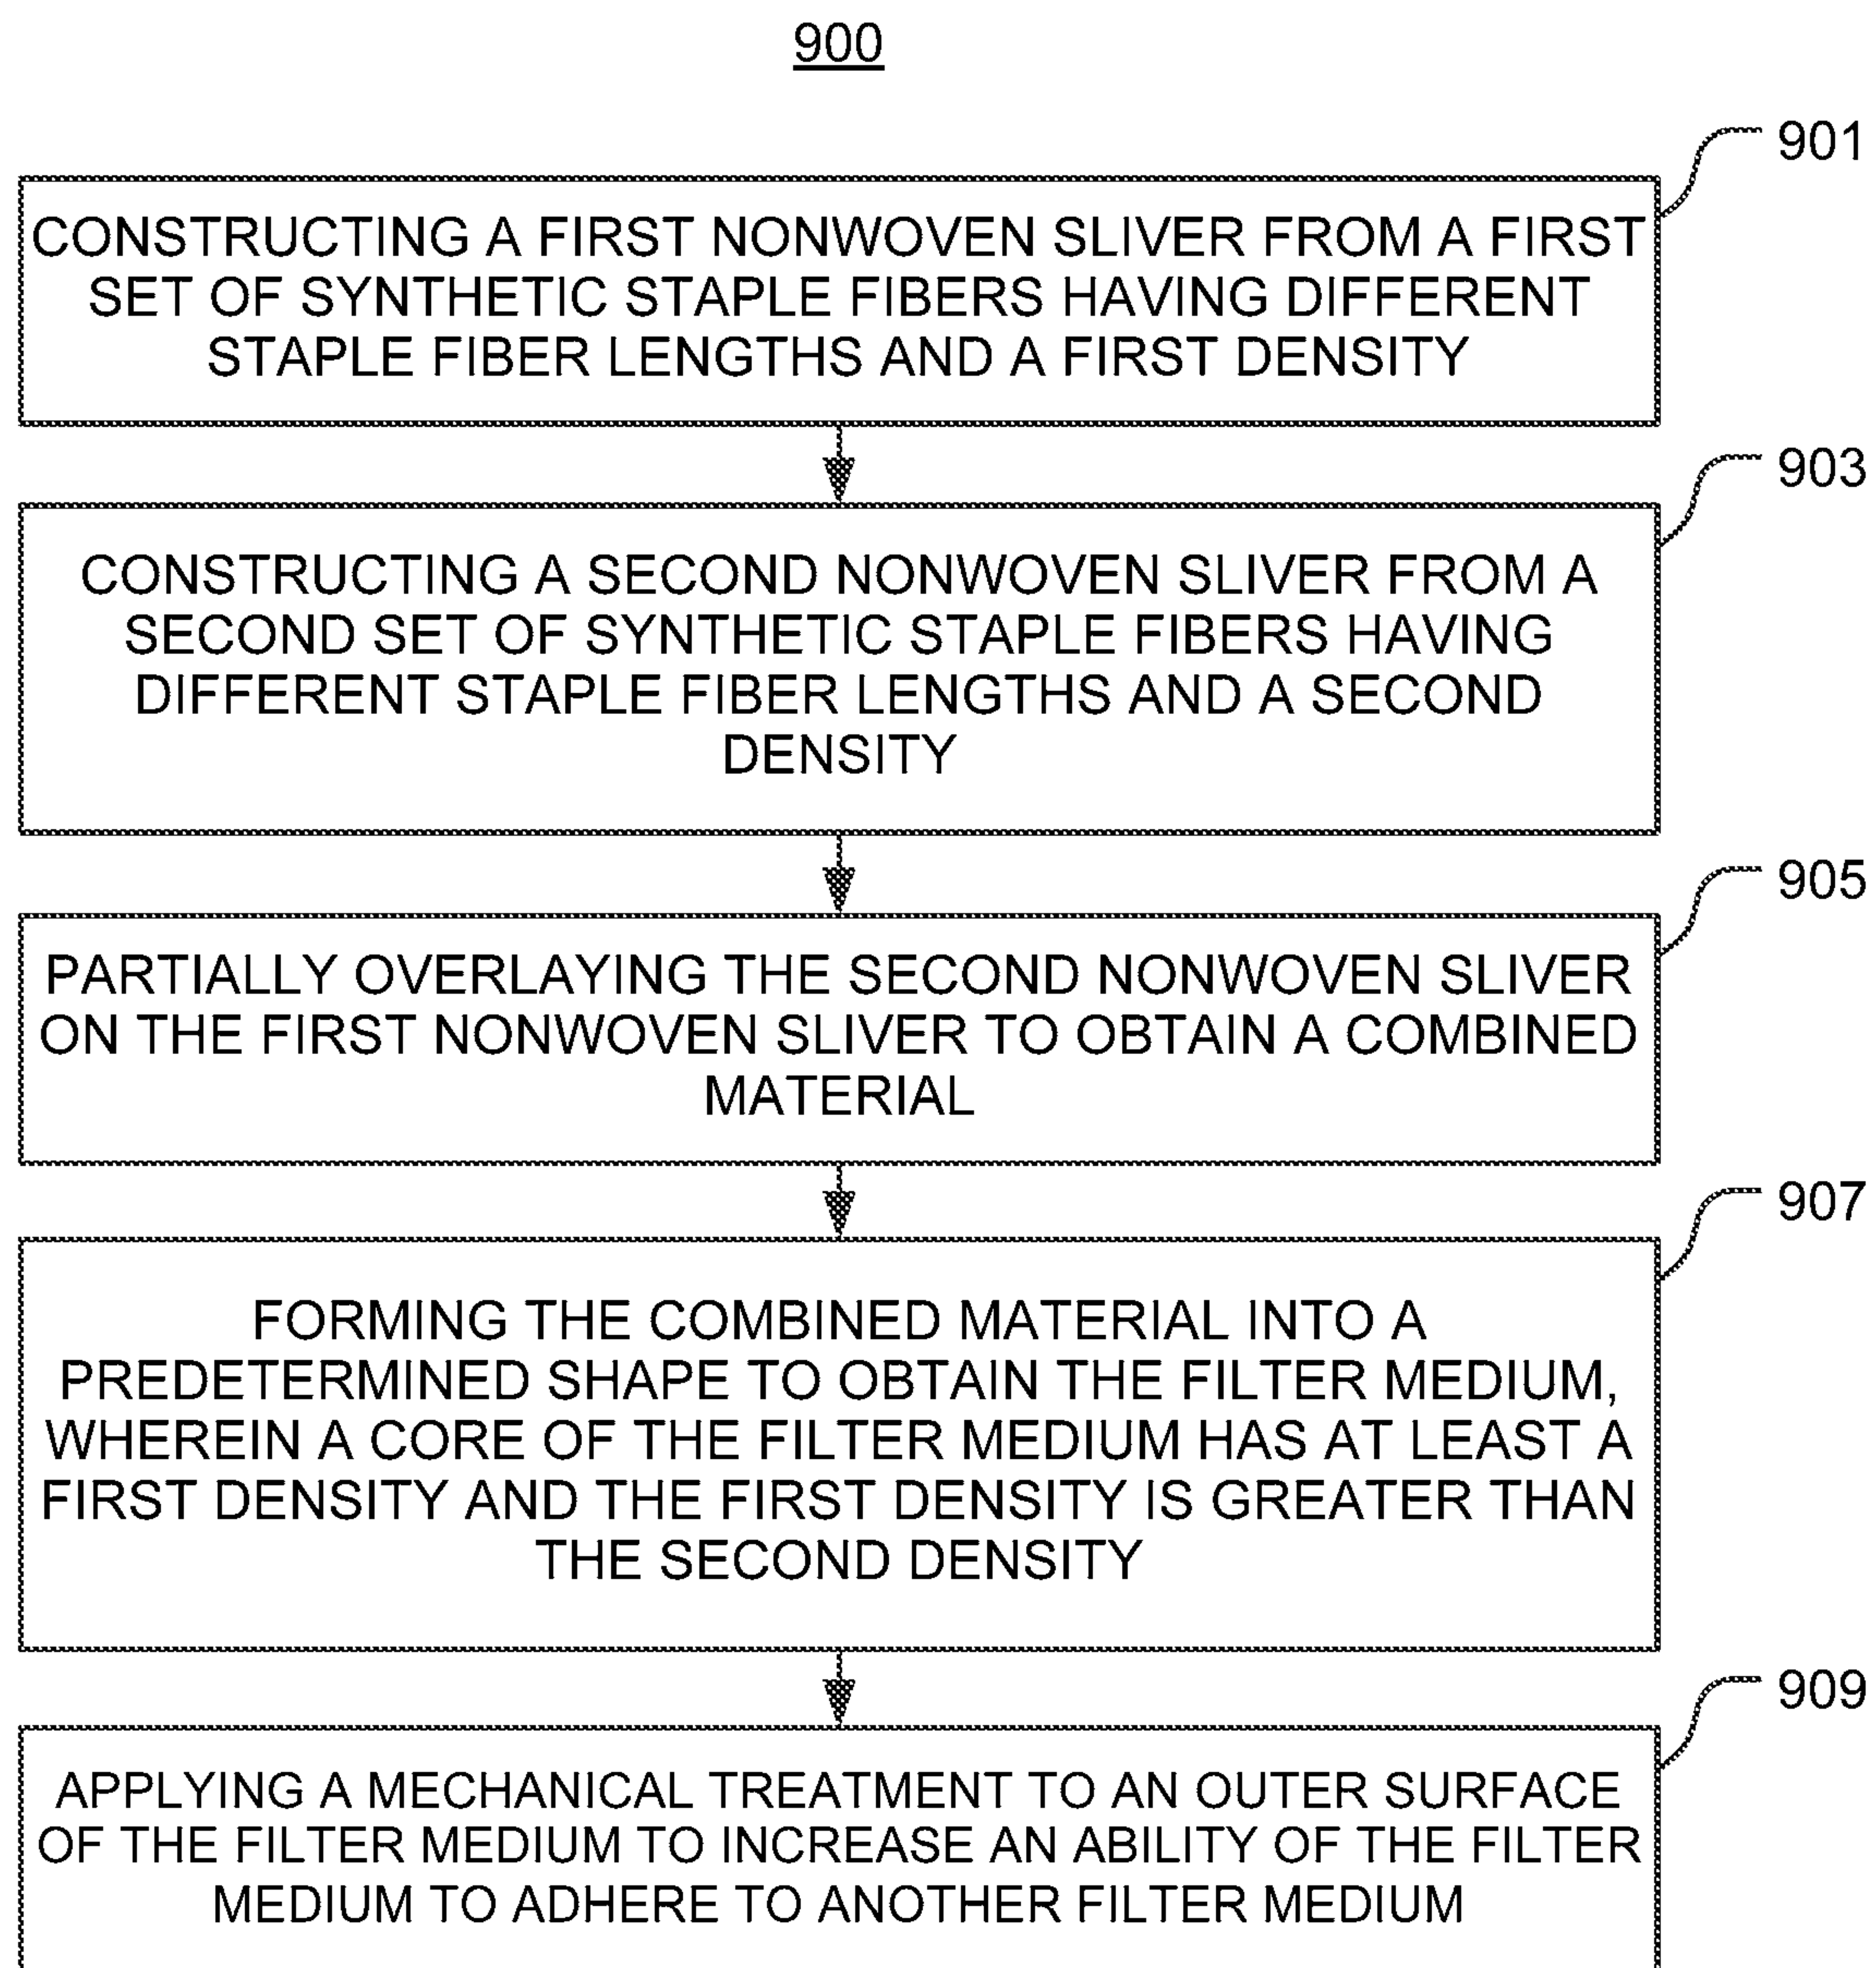 900
901
CONSTRUCTING A FIRST NONWOVEN SLIVER FROM A FIRST
SET OF SYNTHETIC STAPLE FIBERS HAVING DIFFERENT
STAPLE FIBER LENGTHS AND A FIRST DENSITY
903
CONSTRUCTING A SECOND NONWOVEN SLIVER FROM A
SECOND SET OF SYNTHETIC STAPLE FIBERS HAVING
DIFFERENT STAPLE FIBER LENGTHS AND A SECOND
DENSITY
905
PARTIALLY OVERLAYING THE SECOND NONWOVEN SLIVER
ON THE FIRST NONWOVEN SLIVER TO OBTAIN A COMBINED
MATERIAL
907
FORMING THE COMBINED MATERIAL INTO A
PREDETERMINED SHAPE TO OBTAIN THE FILTER MEDIUM,
WHEREIN A CORE OF THE FILTER MEDIUM HAS AT LEAST A
FIRST DENSITY AND THE FIRST DENSITY IS GREATER THAN
THE SECOND DENSITY
909
APPLYING A MECHANICAL TREATMENT TO AN OUTER SURFACE
OF THE FILTER MEDIUM TO INCREASE AN ABILITY OF THE FILTER
MEDIUM TO ADHERE TO ANOTHER FILTER MEDIUM